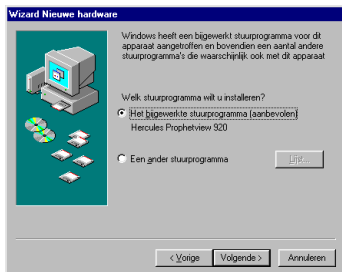 Wizard Nieuwe hardware
Windows heeft een bijgewerkt stuurprogramma voor dit
apparaat aangetroffen en bovendien een aantal andere
stuurprogramma's die waarschijnlijk ook met dit apparaat
Welk stuurprogramma wilt u installeren?
Het bijgewerkte stuurprogramma (aanbevolen)
Hercules Prophetview 920
Een ander stuurprogramma
Lijst...
< Vorige
Volgende >
Annuleren